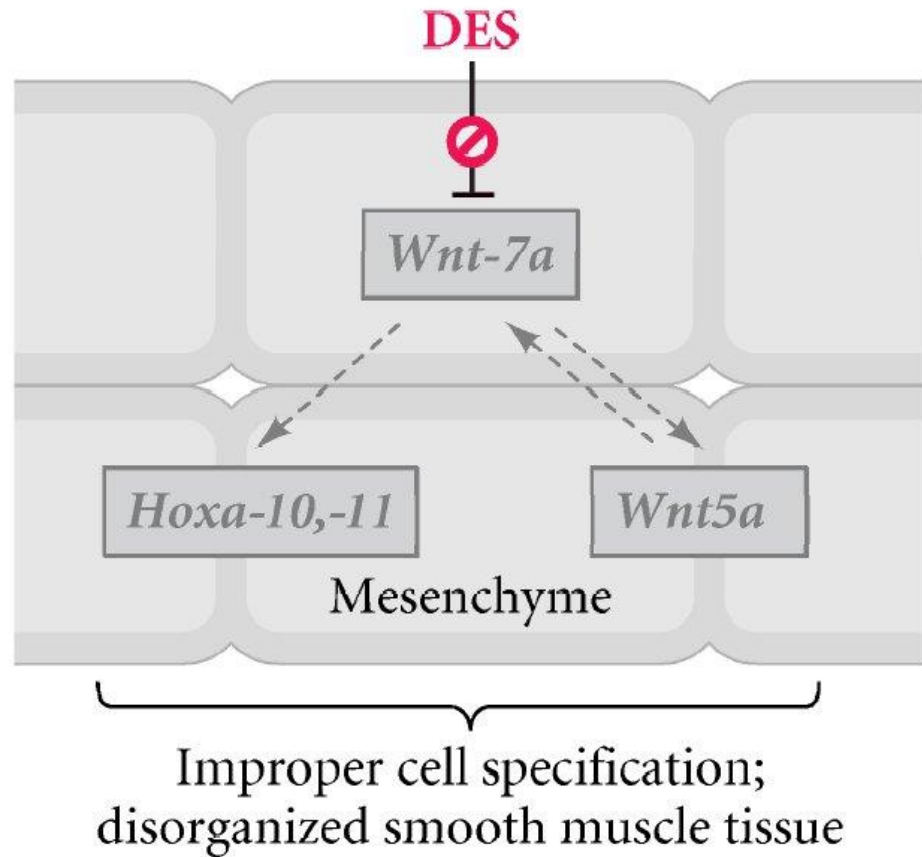 DES
Wnt-7a
Hoxa-10,-11
Wnt5a
Mesenchyme
Improper cell specification;
disorganized smooth muscle tissue